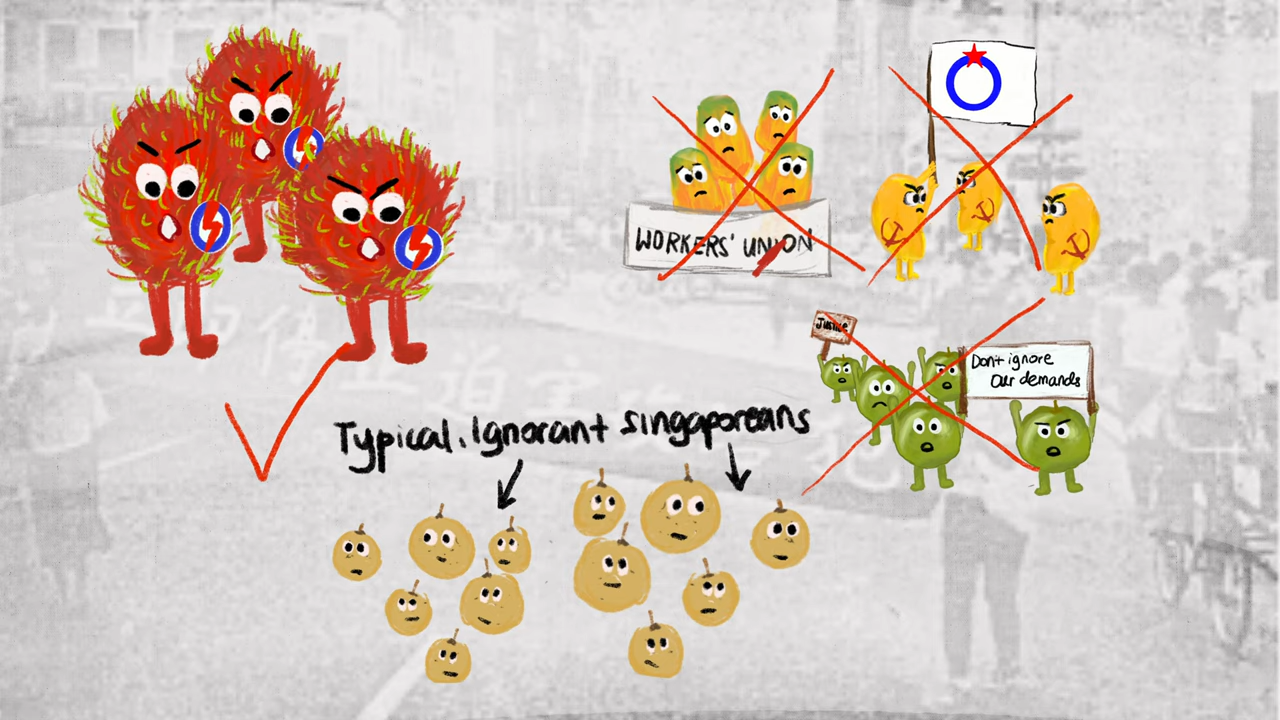 WORKERS' UNION
Justice
Don't ignore
Our demands
Typical, Ignorant Singaporeans